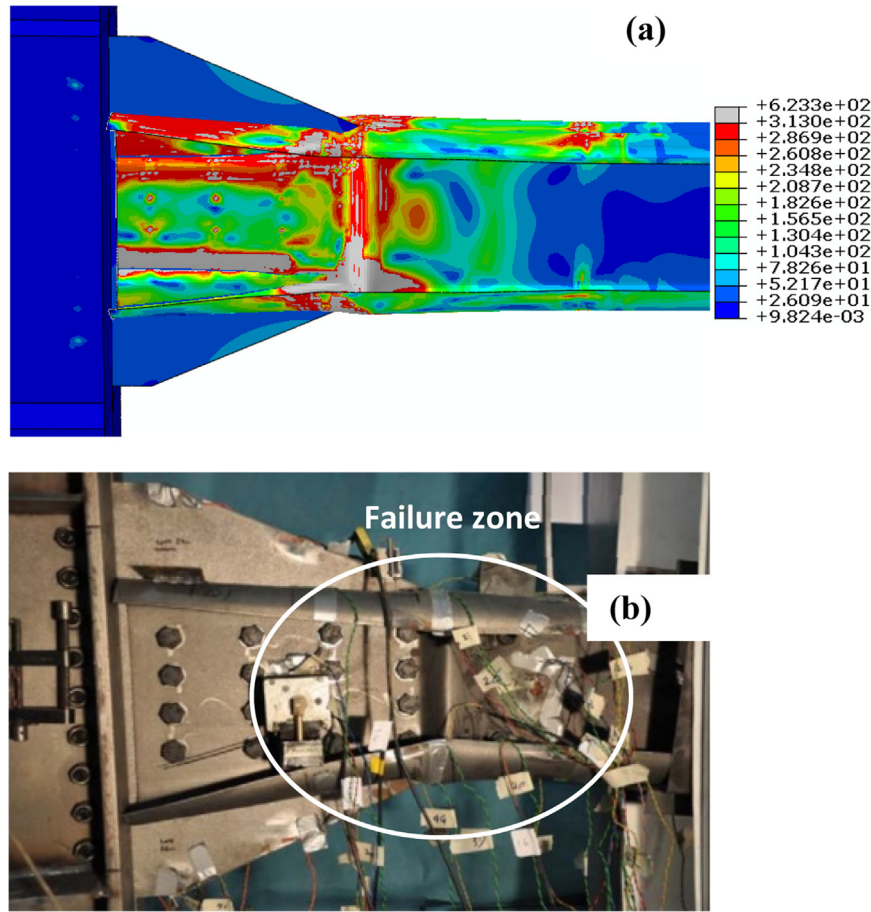 (a)
+6.233e+02
+3.130e+02
+2.869e+02
+2.608e+02
+2.348e+02
+2.087e+02
+1.826e+02
+1.565e+02
+1.304e+02
+1.043e+02
+7.826e+01
+5.217e+01
+2.609e+01
+9.824e-03
Failure zone
(b)